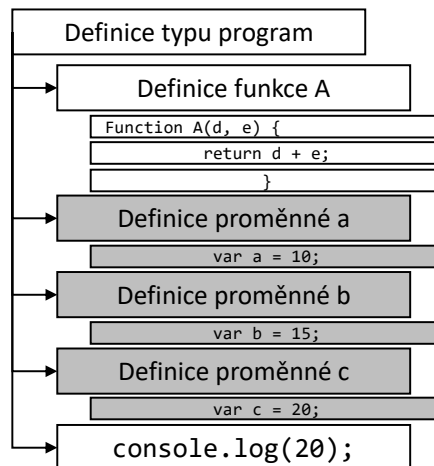 Definice typu program
Definice funkce A
Function A(d, e) {
return d + e;
}
Definice proměnné a
var a = 10;
Definice proměnné b
var b = 15;
Definice proměnné c
var c = 20;
console.log(20);